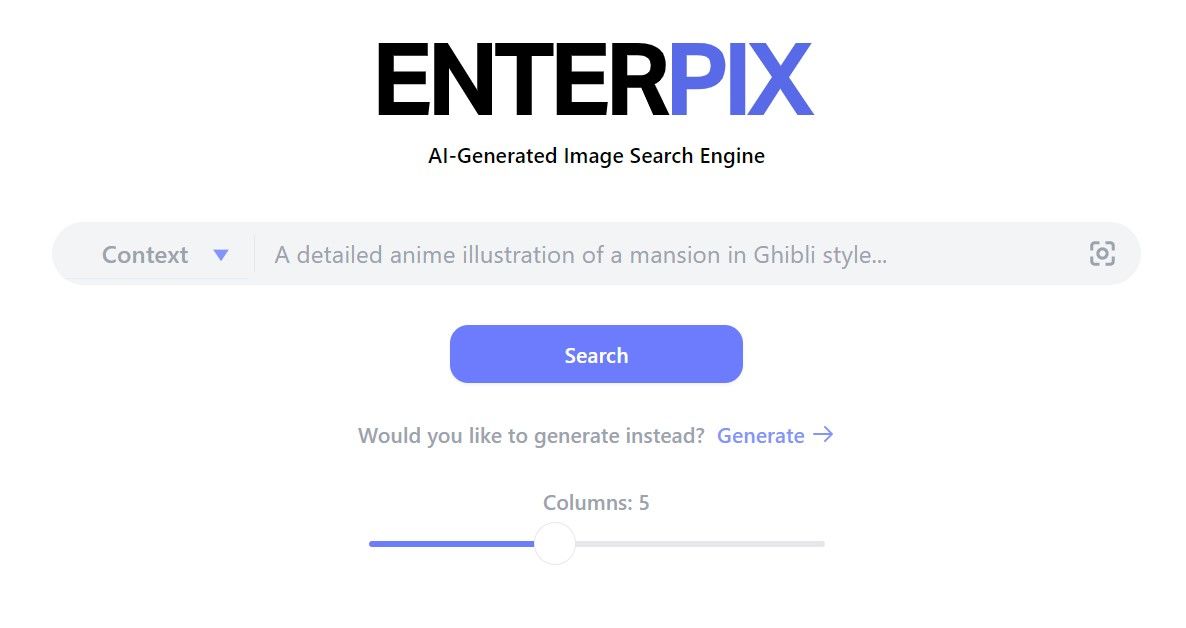 ENTERPIX
AI-Generated Image Search Engine
Context
A detailed anime illustration of a mansion in Ghibli style...
Search
Would you like to generate instead? Generate →
Columns: 5